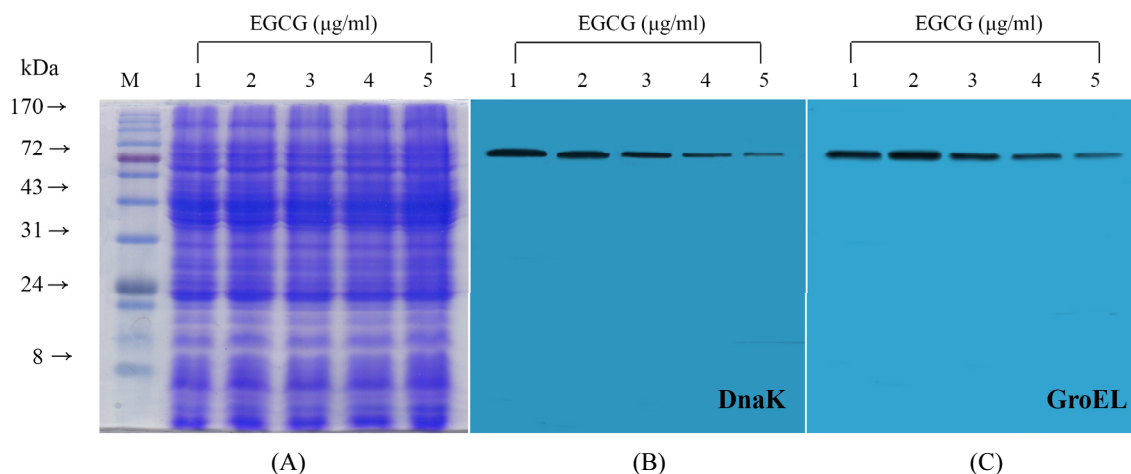 EGCG (μg/ml) EGCG (μg/ml) EGCG (μg/ml)
kDa M 1 2 3 4 5 1 2 3 4 5 1 2 3 4 5
170 →
72 →
43 →
31 →
24 →
8 →
DnaK GroEL
(A) (B) (C)